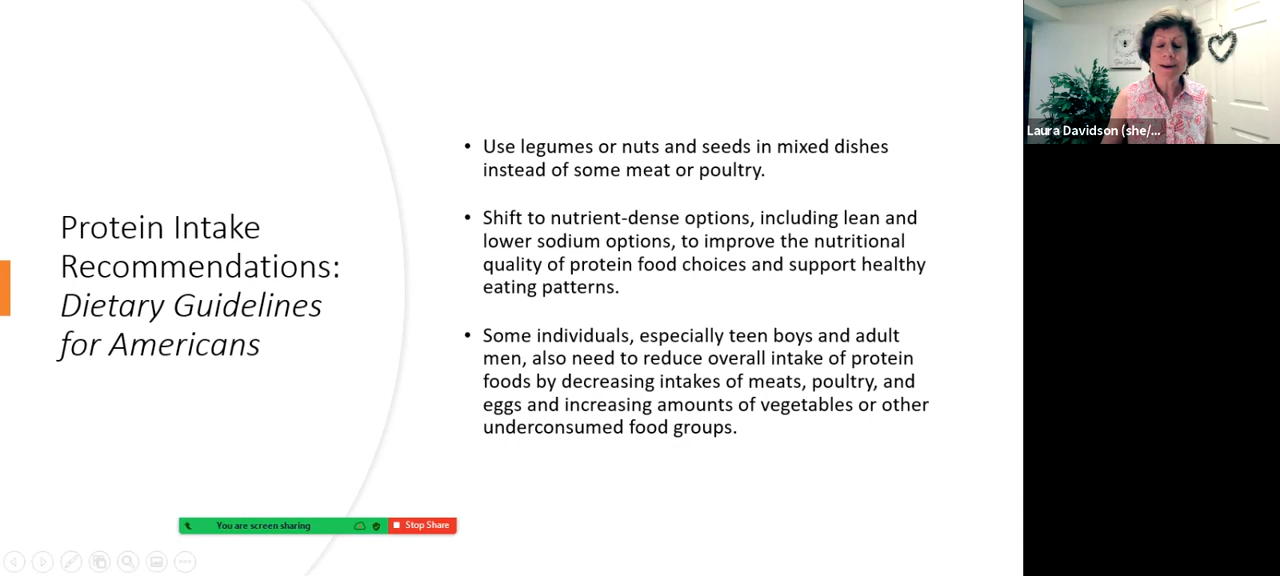 Protein Intake
Recommendations:
Dietary Guidelines
for Americans
• Use legumes or nuts and seeds in mixed dishes
instead of some meat or poultry.
• Shift to nutrient-dense options, including lean and
lower sodium options, to improve the nutritional
quality of protein food choices and support healthy
eating patterns.
• Some individuals, especially teen boys and adult
men, also need to reduce overall intake of protein
foods by decreasing intakes of meats, poultry, and
eggs and increasing amounts of vegetables or other
underconsumed food groups.
You are screen sharing
Stop Share
Laura Davidson (she/...